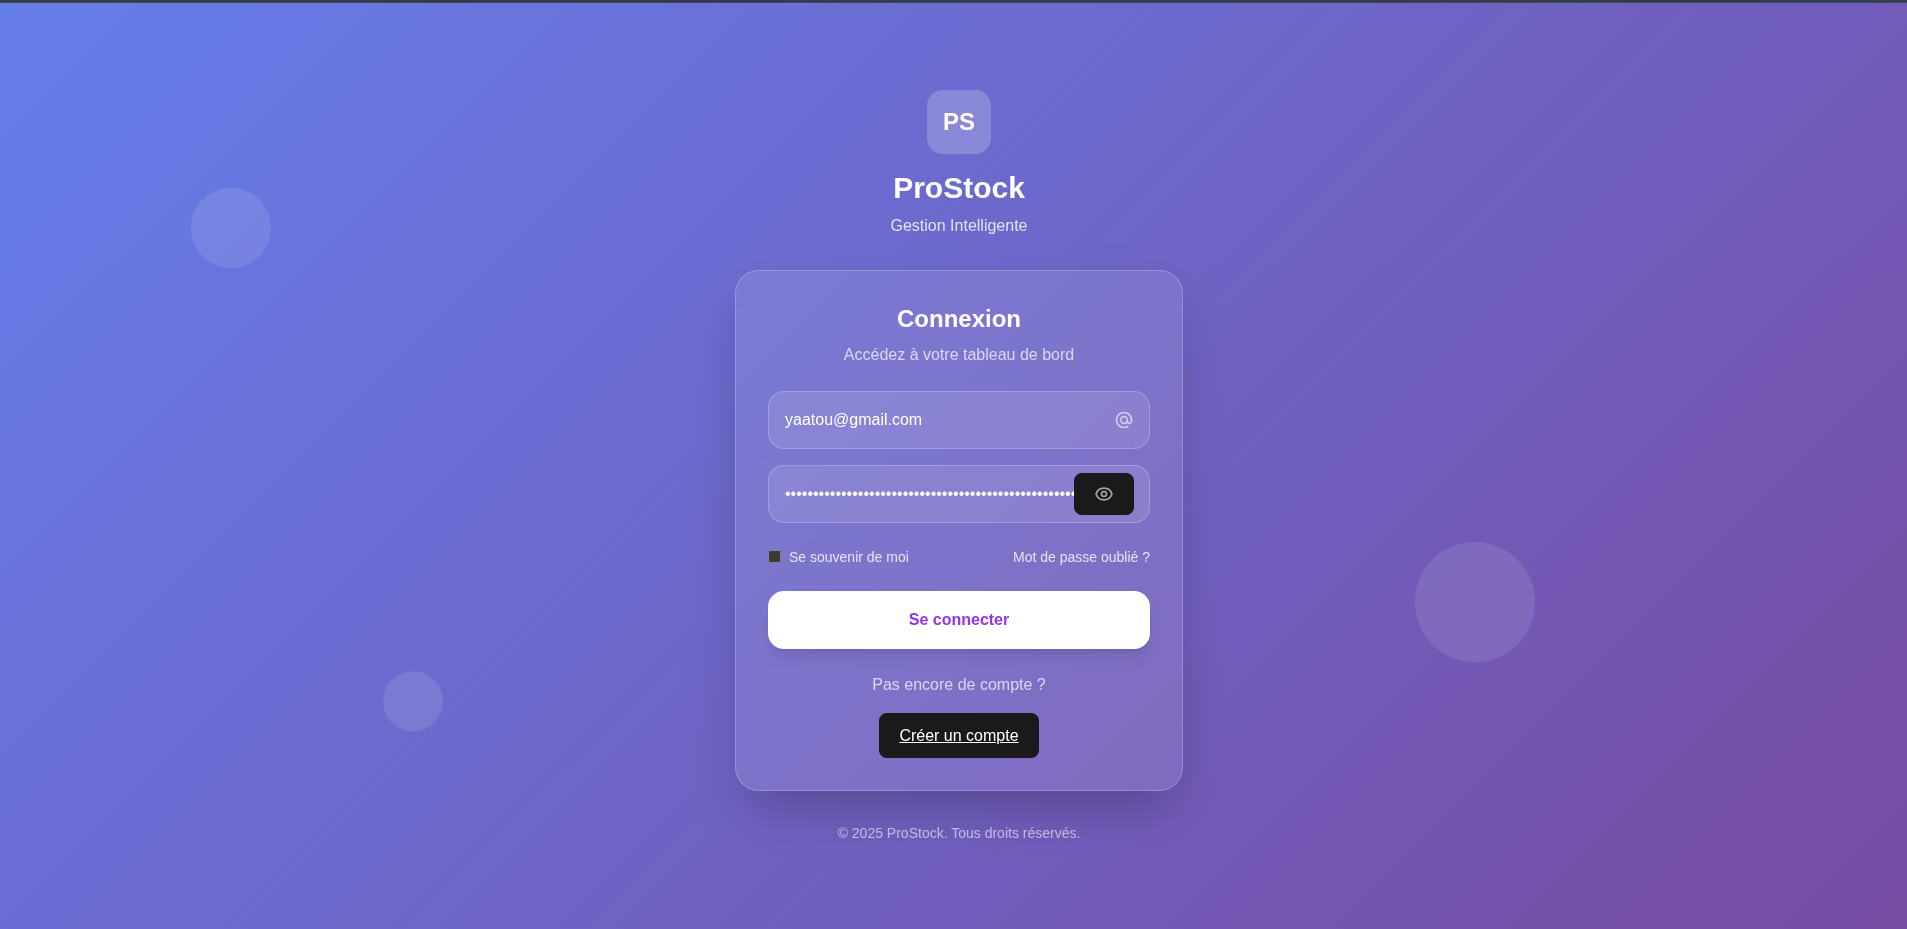 PS
ProStock
Gestion Intelligente
Connexion
Accédez à votre tableau de bord
yaatou@gmail.com
••••••••••••••••••••••••••••••••••••••••••••••••••••
Se souvenir de moi
Mot de passe oublié ?
Se connecter
Pas encore de compte ?
Créer un compte
© 2025 ProStock. Tous droits réservés.